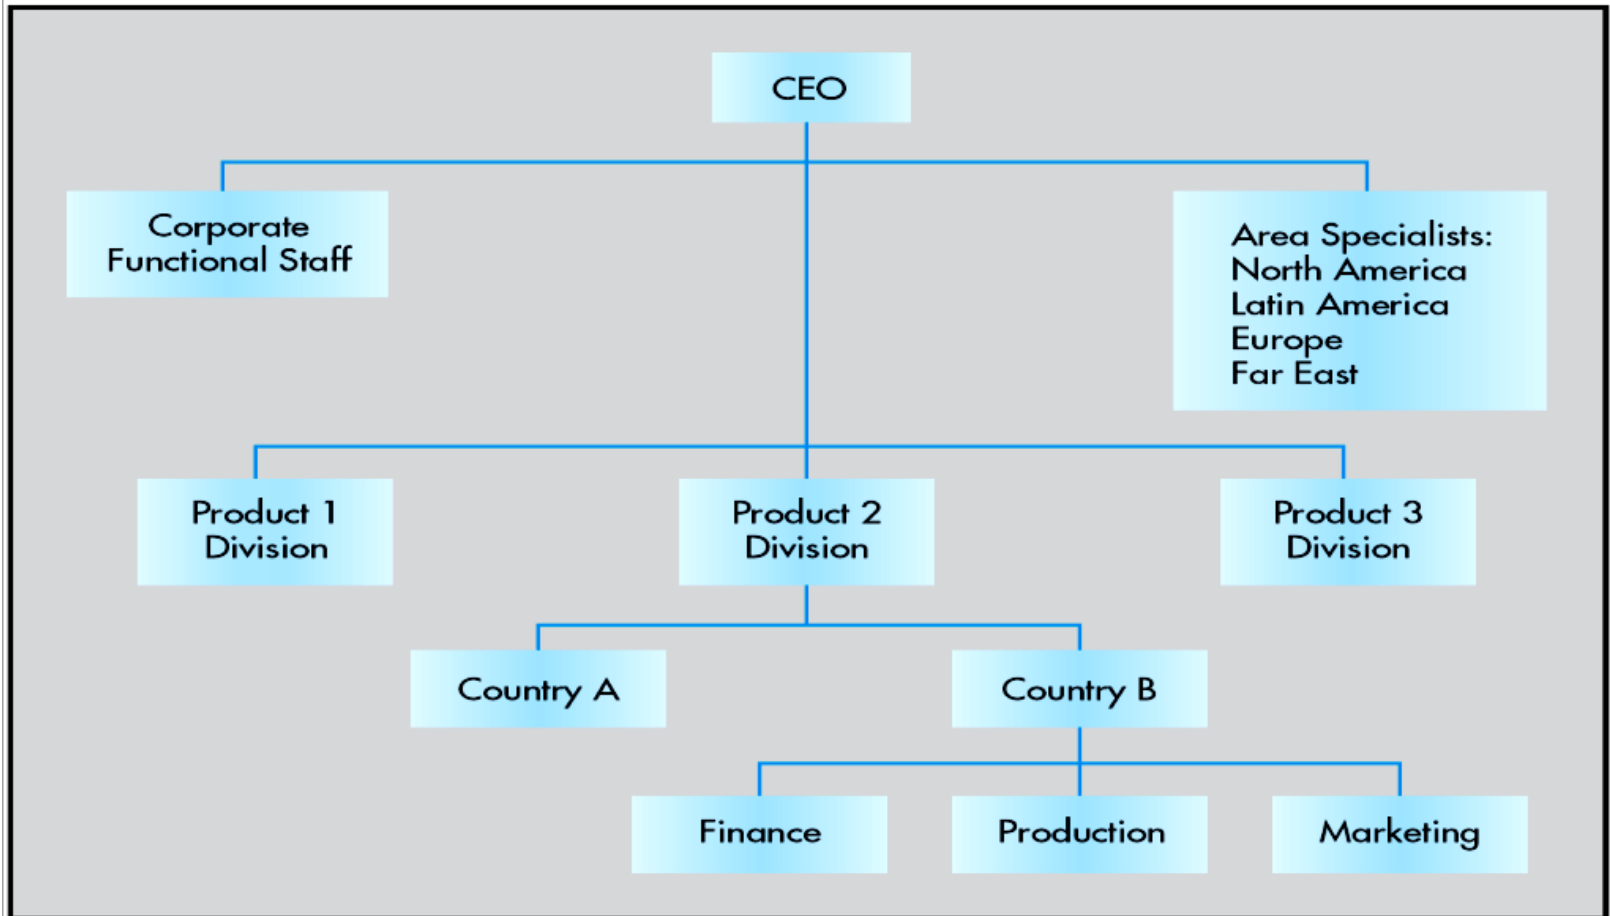 CEO
Corporate
Functional Staff
Area Specialists:
North America
Latin America
Europe
Far East
Product 1
Division
Product 2
Division
Product 3
Division
Country A
Country B
Finance
Production
Marketing